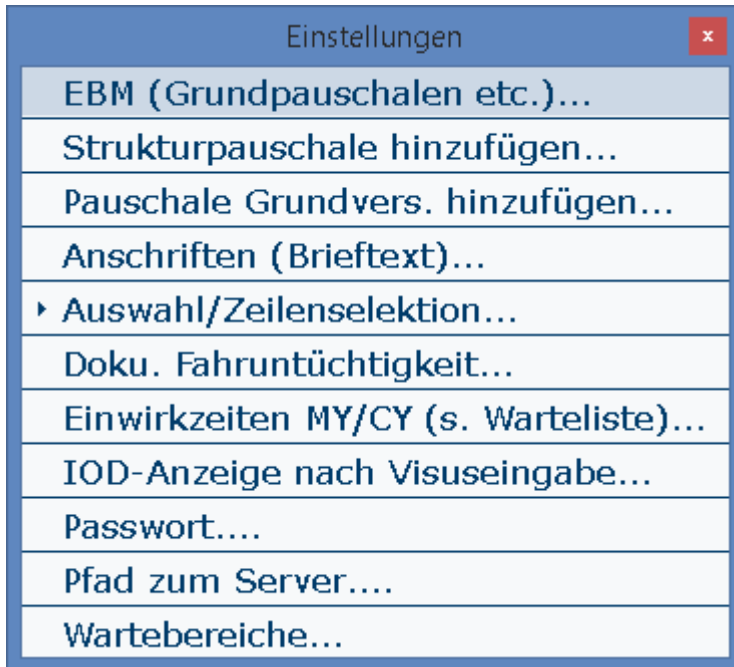 Einstellungen
x
EBM (Grundpauschalen etc.)...
Strukturpauschale hinzufügen...
Pauschale Grundvers. hinzufügen...
Anschriften (Brieftext)...
Auswahl/Zeilenselektion...
Doku. Fahruntüchtigkeit...
Einwirkzeiten MY/CY (s. Warteliste)...
IOD-Anzeige nach Visuseingabe...
Passwort....
Pfad zum Server....
Wartebereiche...